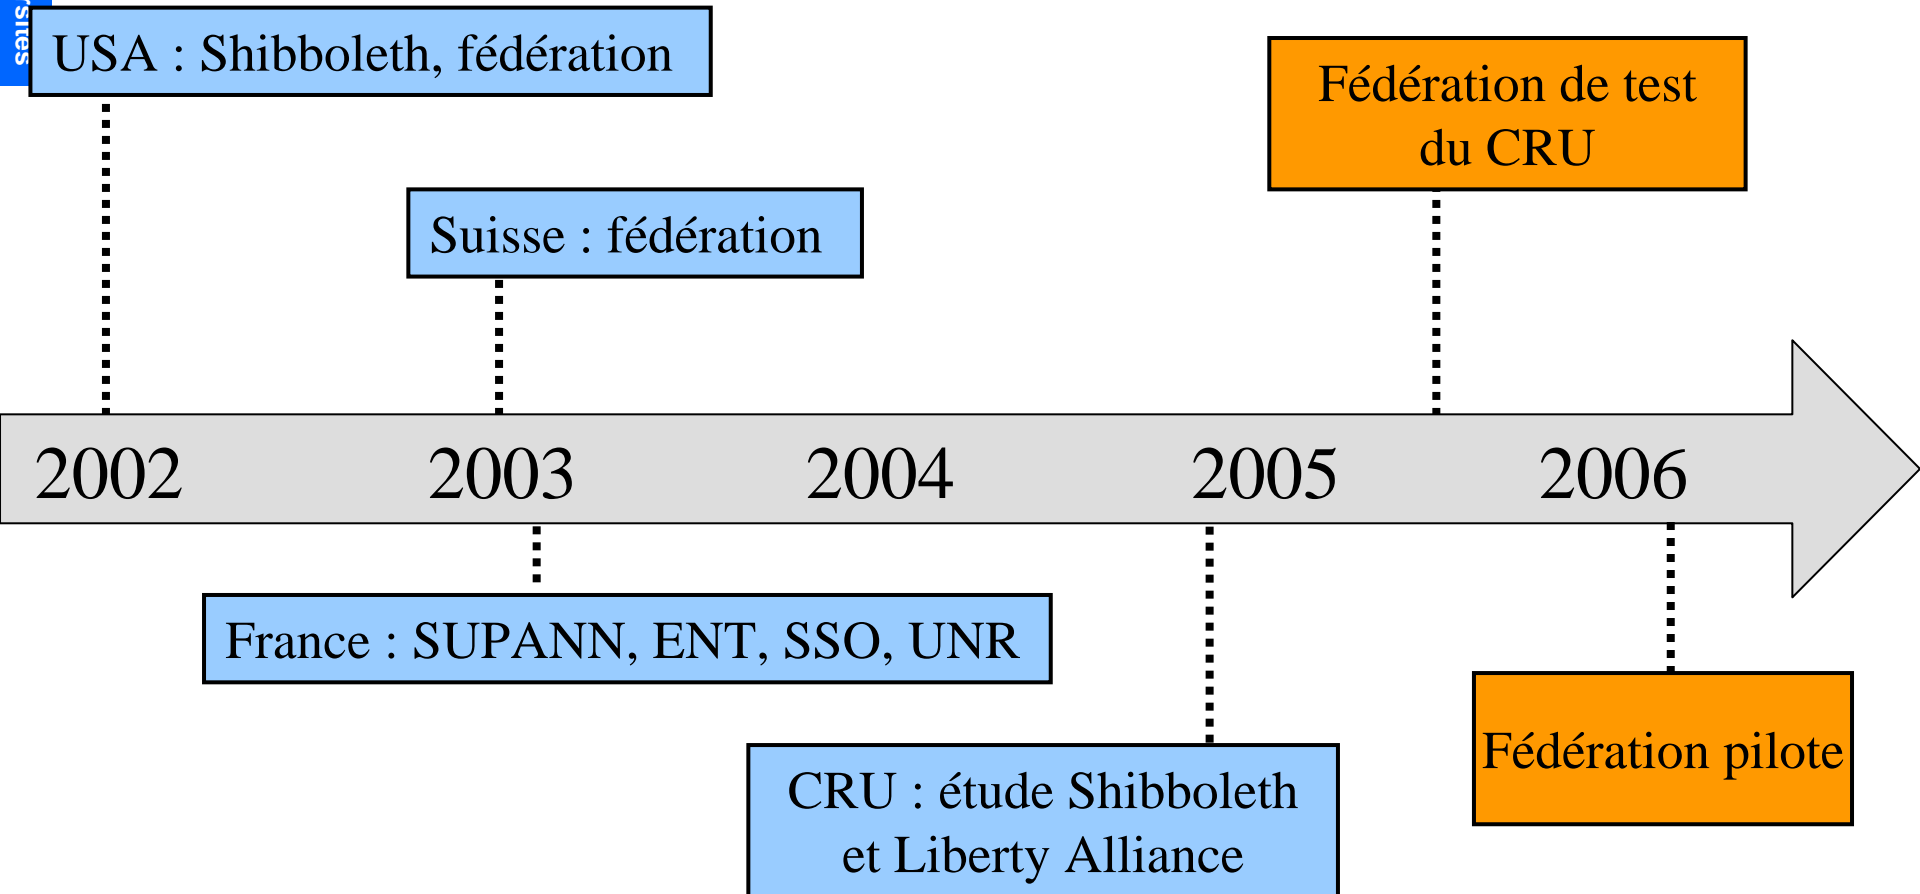 rsités
USA : Shibboleth, fédération
Fédération de test
du CRU
Suisse : fédération
2002 2003 2004 2005 2006
France : SUPANN, ENT, SSO, UNR
Fédération pilote
CRU : étude Shibboleth
et Liberty Alliance